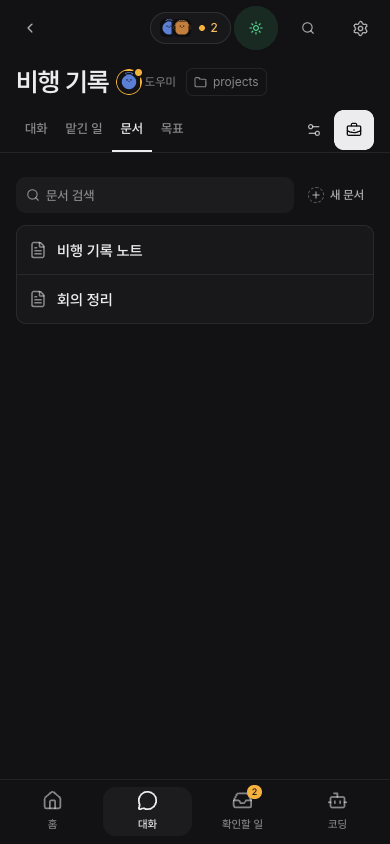 2
비행 기록 도우미 projects
대화 맡긴 일 문서 목표
문서 검색 새 문서
비행 기록 노트
회의 정리
2
홈 대화 확인할 일 코딩